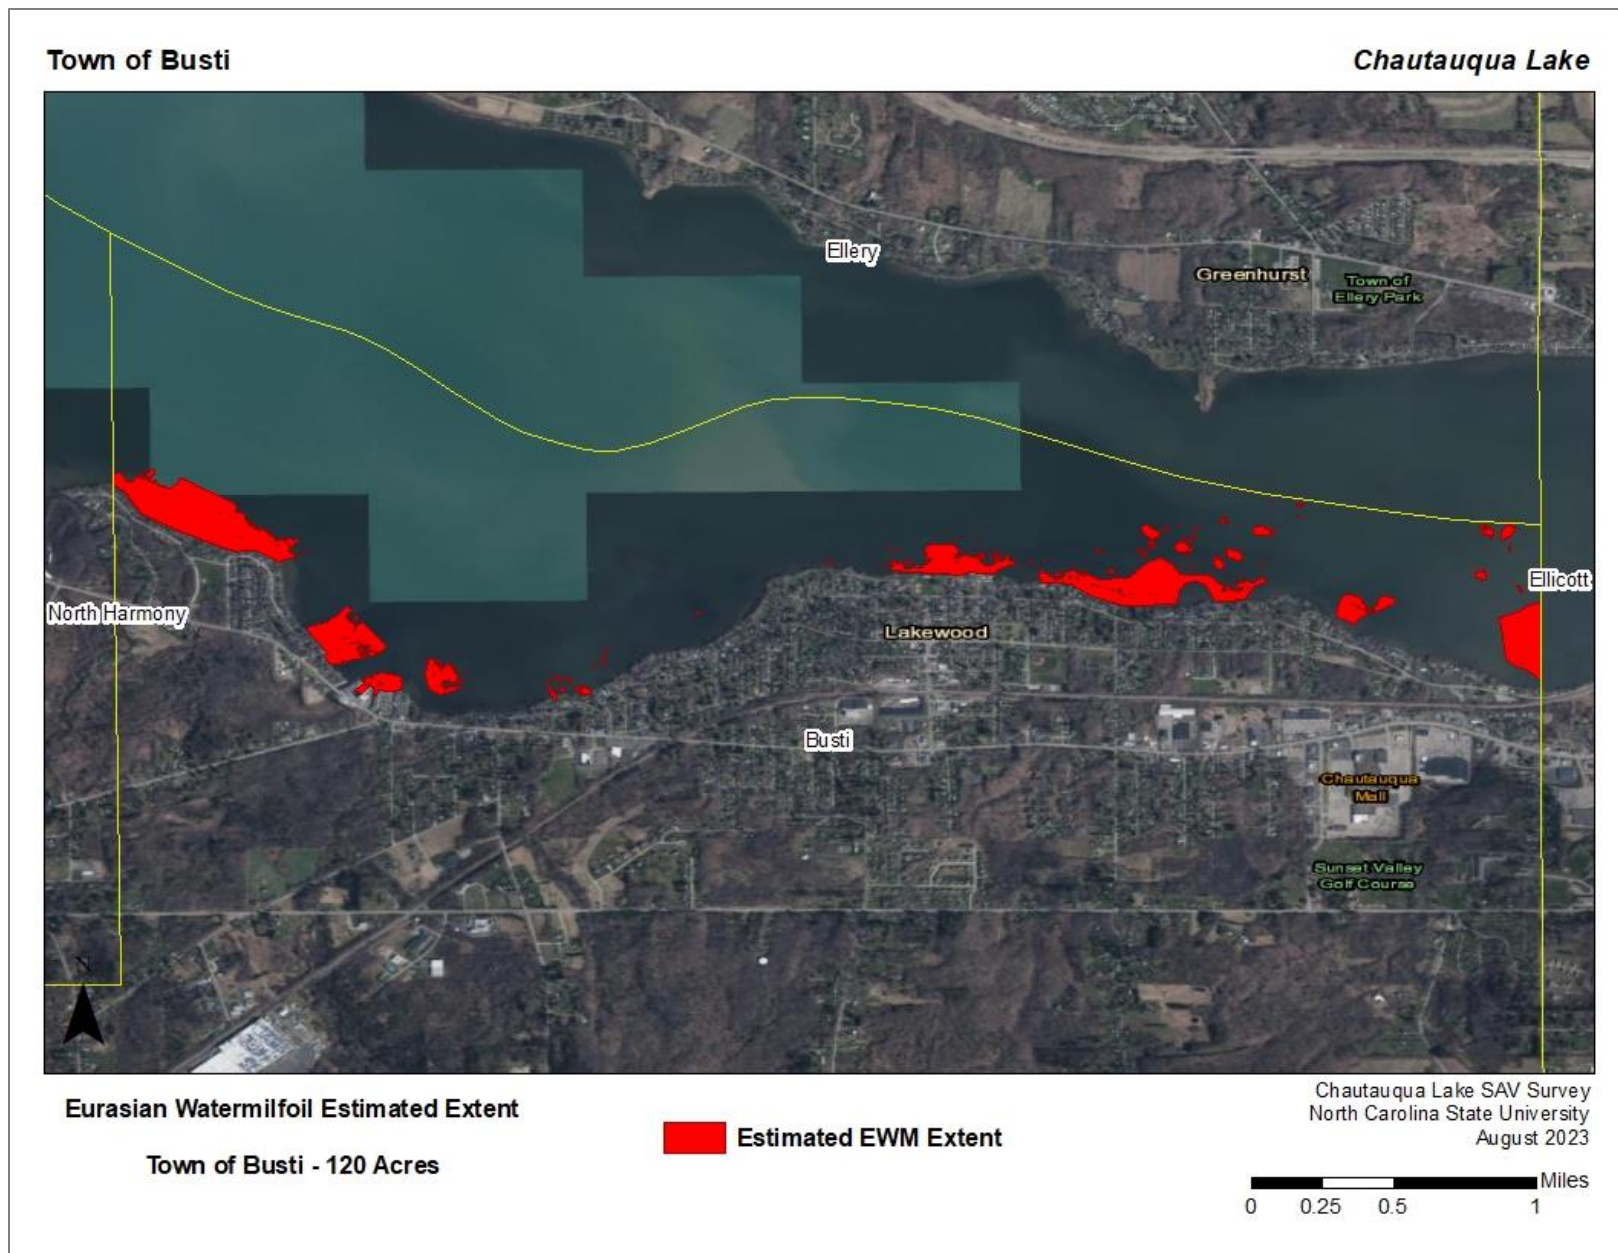 Town of Busti
Chautauqua Lake
Ellery
Greenhurst
Town of
Ellery Park
Ellicott
North Harmony
Lakewood
Busti
Chautauqua
Mall
Sunset Valley
Golf Course
N
Eurasian Watermilfoil Estimated Extent
Town of Busti - 120 Acres
Estimated EWM Extent
Chautauqua Lake SAV Survey
North Carolina State University
August 2023
Miles
0 0.25 0.5 1